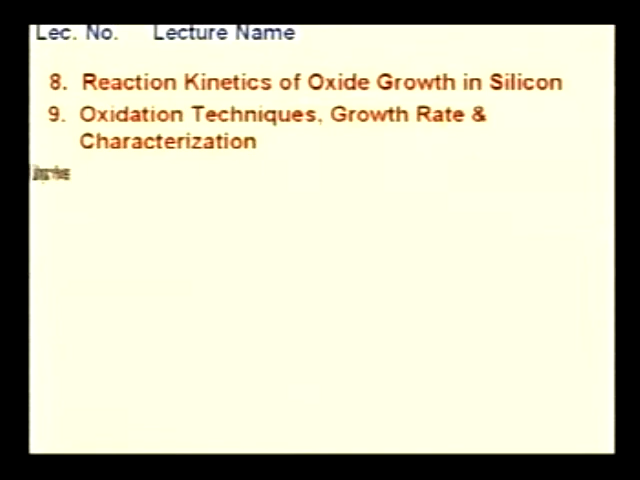 Lec. No. Lecture Name
8. Reaction Kinetics of Oxide Growth in Silicon
9. Oxidation Techniques, Growth Rate &
Characterization